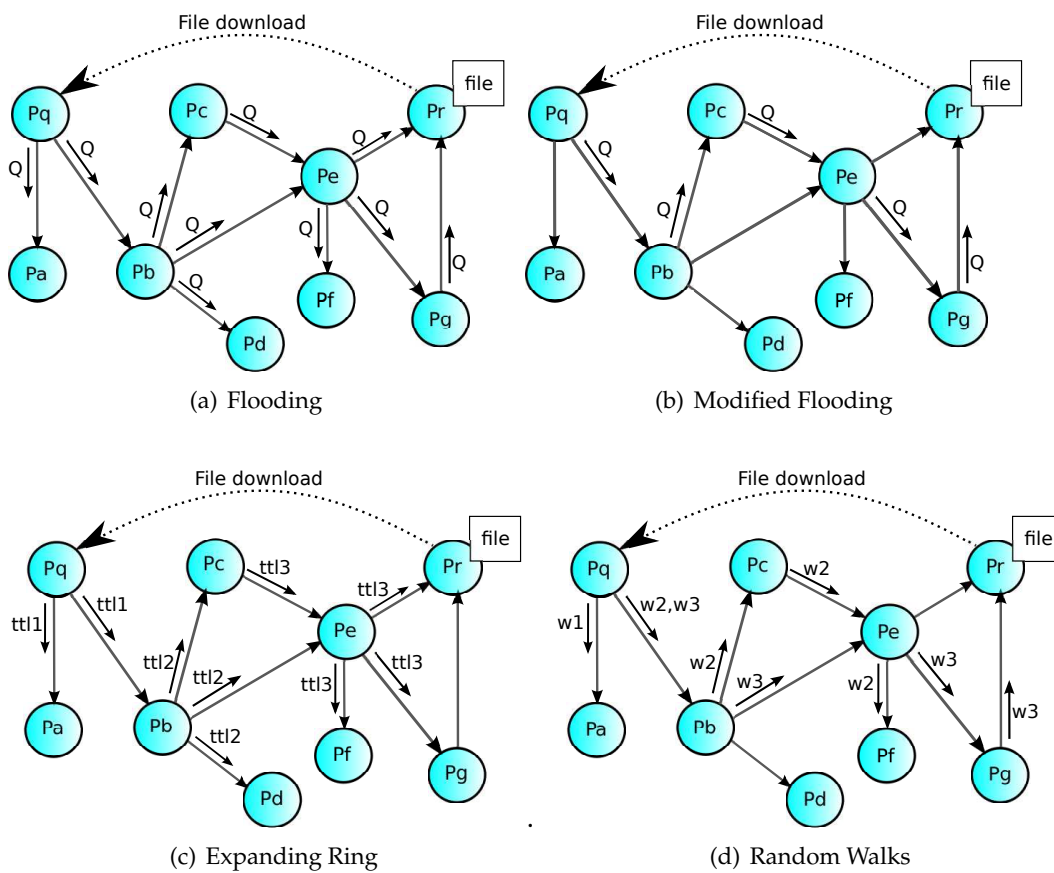 File download
file
Pq
Pc
Pr
Q
Q
Q
Q
Pe
Q
Q
Q
Q
Q
Q
Pa
Pb
Pf
Pg
Pd
(a) Flooding
File download
file
Pq
Pc
Pr
Q
Q
Q
Pe
Q
Q
Pa
Pb
Pf
Pg
Pd
(b) Modified Flooding
File download
file
Pq
Pc
Pr
ttl3
ttl3
ttl1
ttl1
Pe
ttl2
ttl2
ttl3
ttl3
Pa
Pb
ttl2
Pf
Pg
Pd
(c) Expanding Ring
.
File download
file
Pq
Pc
Pr
w2
w2,w3
w1
Pe
w2
w3
w2
w3
w3
Pa
Pb
Pf
Pg
Pd
(d) Random Walks